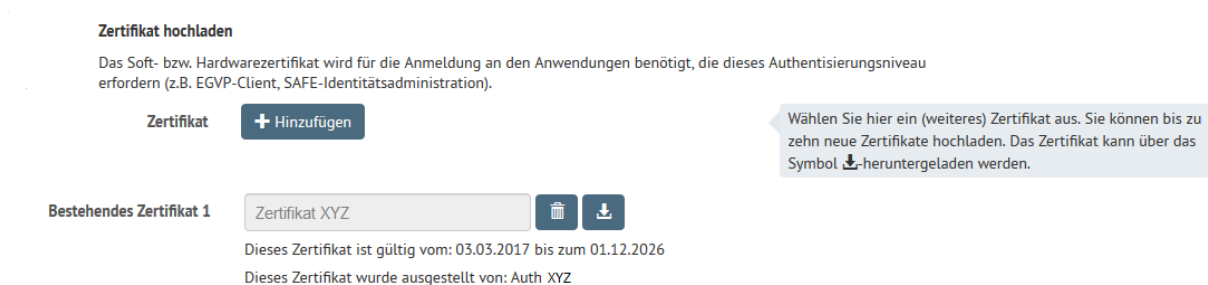 Zertifikat hochladen
Das Soft- bzw. Hardwarezertifikat wird für die Anmeldung an den Anwendungen benötigt, die dieses Authentisierungsniveau
erfordern (z.B. EGVP-Client, SAFE-Identitätsadministration).
Zertifikat
Hinzufügen
Wählen Sie hier ein (weiteres) Zertifikat aus. Sie können bis zu
zehn neue Zertifikate hochladen. Das Zertifikat kann über das
Symbol -heruntergeladen werden.
Bestehendes Zertifikat 1
Zertifikat XYZ
Dieses Zertifikat ist gültig vom: 03.03.2017 bis zum 01.12.2026
Dieses Zertifikat wurde ausgestellt von: Auth XYZ